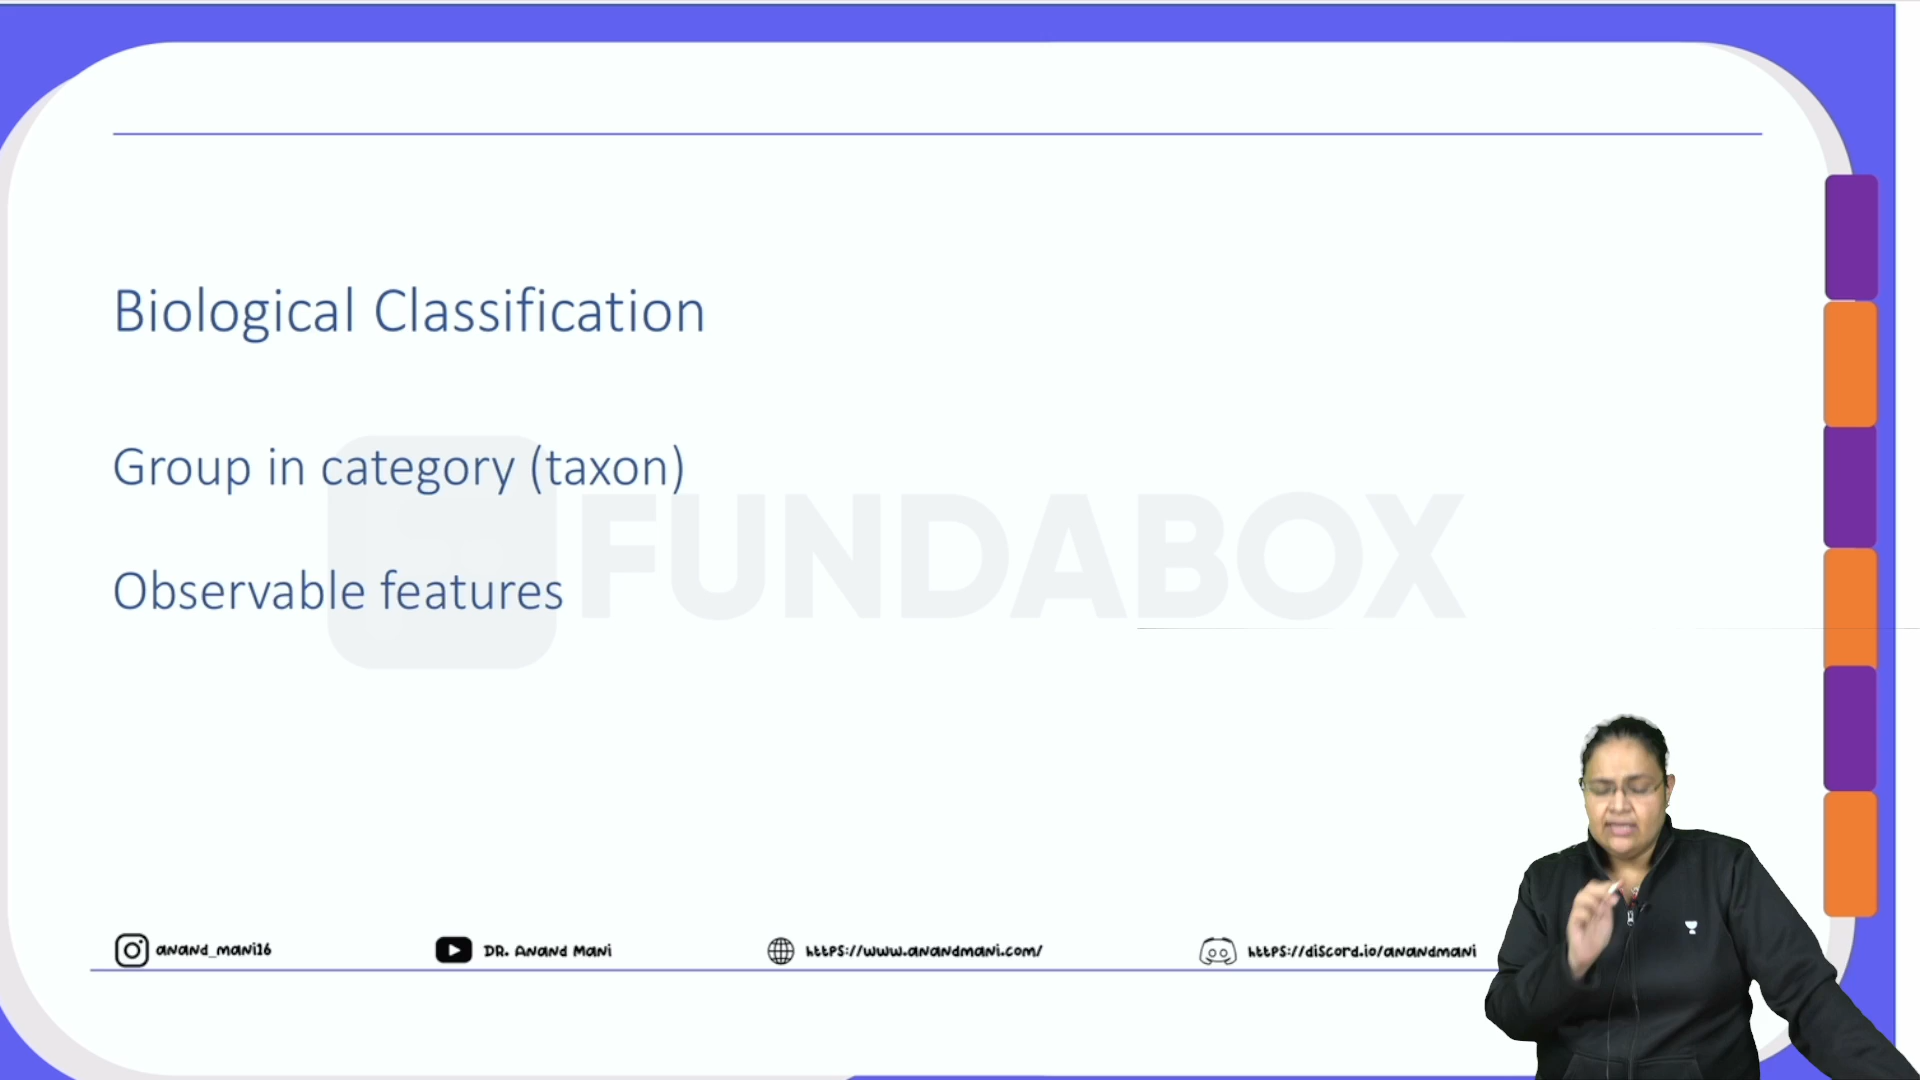 Biological Classification
Group in category (taxon)
FUNDABOX
Observable features
anand_mani16
DR. Anand Mani
https://www.anandmani.com/
https://discord.io/anandmani